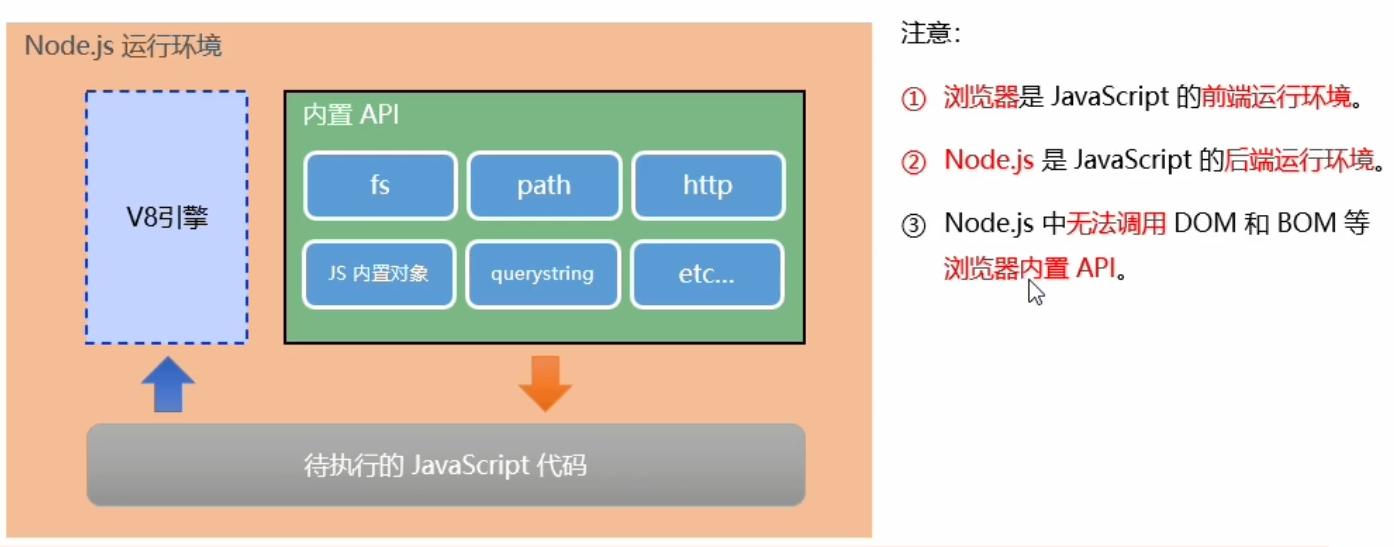 Node.js 运行环境
V8引擎
内置 API
fs
path
http
JS 内置对象
querystring
etc...
待执行的 JavaScript 代码
注意：
① 浏览器是 JavaScript 的前端运行环境。
② Node.js 是 JavaScript 的后端运行环境。
③ Node.js 中无法调用 DOM 和 BOM 等
浏览器内置 API。